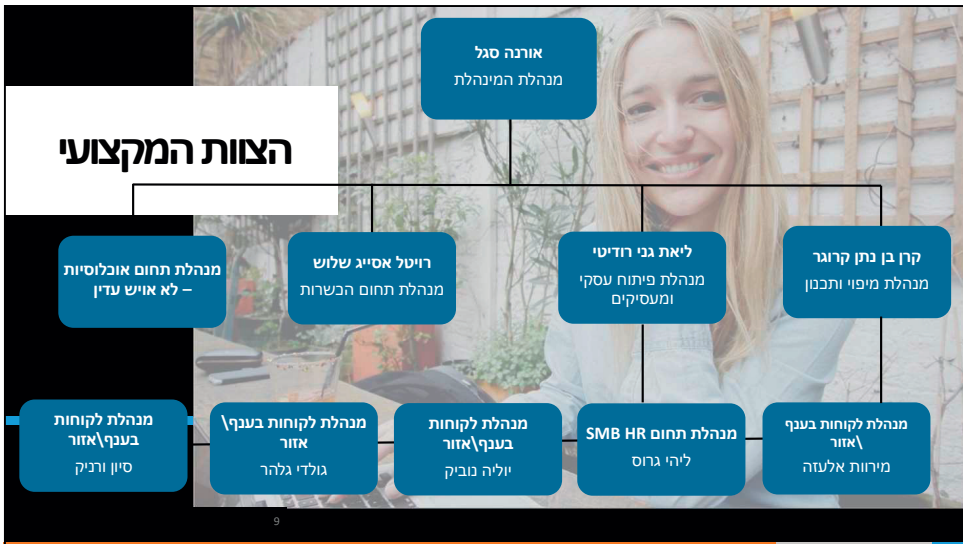 אורנה סגל
מנהלת המינהלת
הצוות המקצועי
קרן בן נתן קרוגר
מנהלת מיפוי ותכנון
ליאת גני רודיטי
מנהלת פיתוח עסקי
ומעסיקים
רויטל אסייג שלוש
מנהלת תחום הכשרות
מנהלת תחום אוכלוסיות
– לא אויש עדין
מנהלת לקוחות בענף
\אזור
מירוות אלעזה
מנהלת תחום SMB HR
ליהי גרוס
מנהלת לקוחות
בענף\אזור
יוליה נוביק
מנהלת לקוחות בענף\
אזור
גולדי גלהר
מנהלת לקוחות
בענף\אזור
סיון ורניק
9